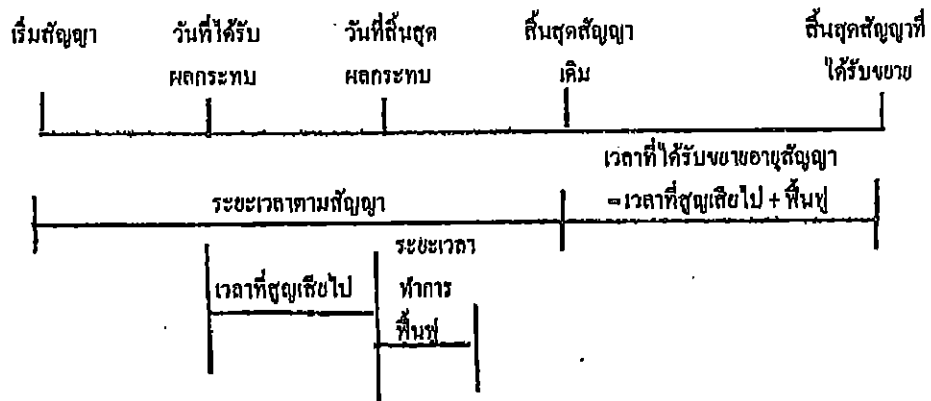 เริ่มสัญญา วันที่ได้รับ วันที่สิ้นสุด สิ้นสุดสัญญา สิ้นสุดสัญญาที่
ผลกระทบ ผลกระทบ เดิม ได้รับขยาย
เวลาที่ได้รับขยายอายุสัญญา
ระยะเวลาตามสัญญา =เวลาที่สูญเสียไป + ฟื้นฟู
ระยะเวลา
เวลาที่สูญเสียไป ทำการ
ฟื้นฟู